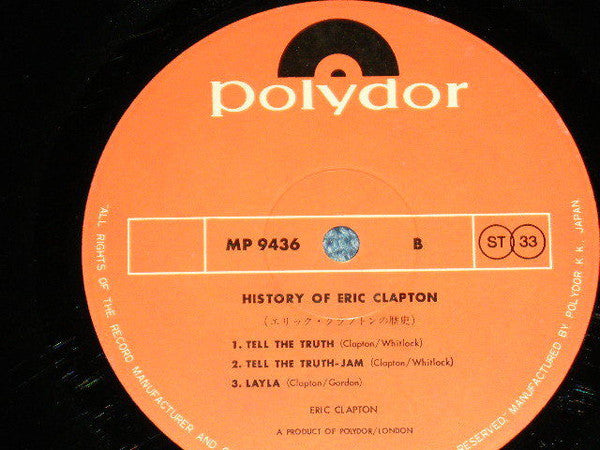 polydor
MP 9436 B ST 33
HISTORY OF ERIC CLAPTON
(エリック・クラプトンの歴史)
1. TELL THE TRUTH (Clapton/Whitlock)
2. TELL THE TRUTH-JAM (Clapton/Whitlock)
3. LAYLA (Clapton/Gordon)
ERIC CLAPTON
A PRODUCT OF POLYDOR/LONDON
"ALL RIGHTS OF THE RECORD MANUFACTURER AND
RESERVED: MANUFACTURED BY POLYDOR K.K. JAPAN.